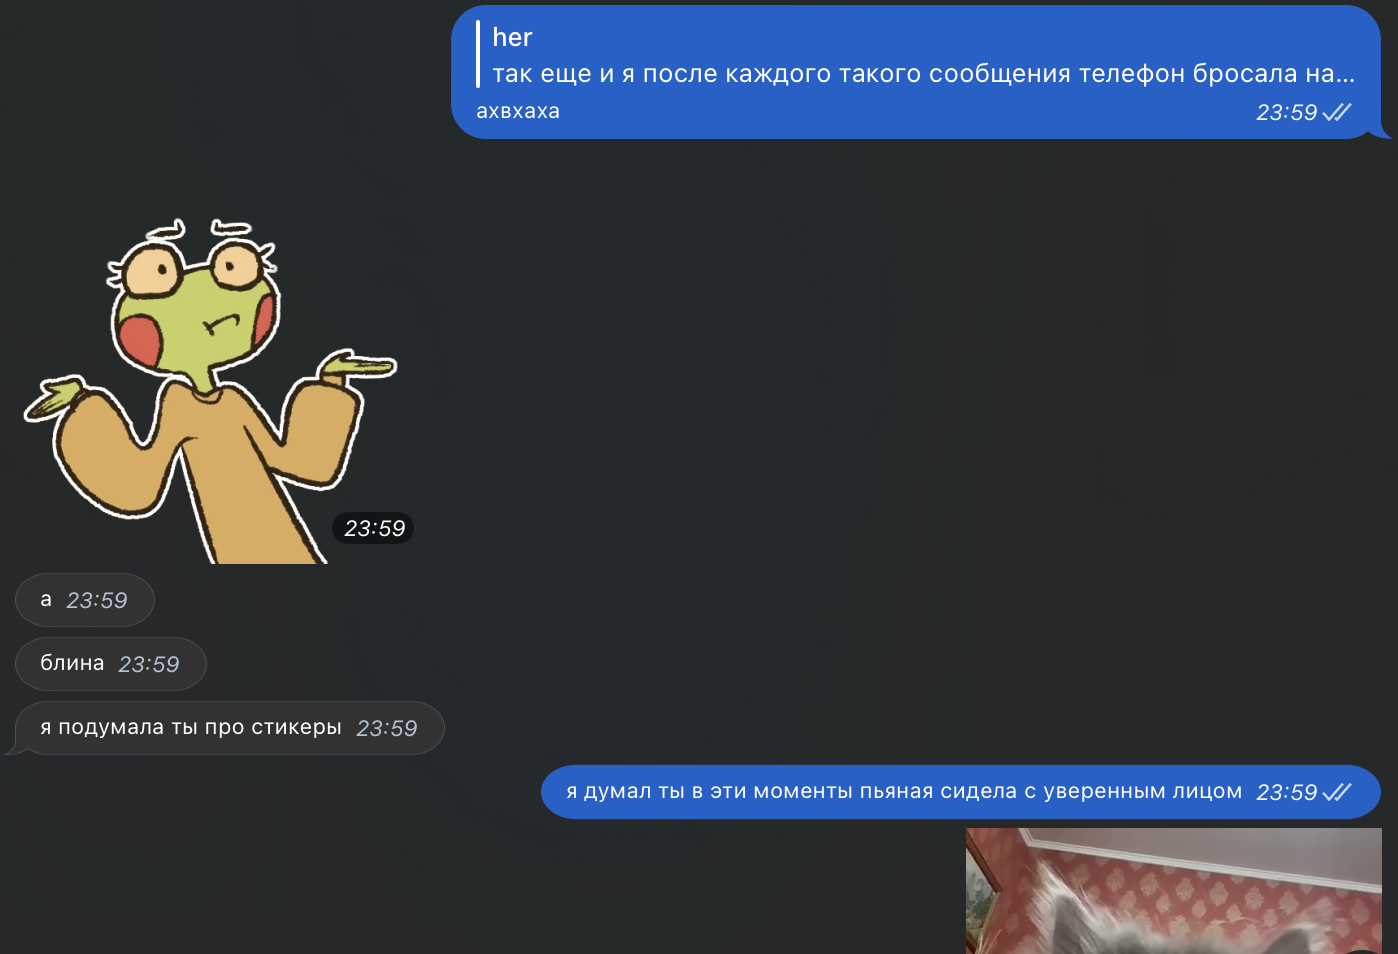 her
так еще и я после каждого такого сообщения телефон бросала на...
ахвхаха
23:59
23:59
а 23:59
блина 23:59
я подумала ты про стикеры 23:59
я думал ты в эти моменты пьяная сидела с уверенным лицом 23:59